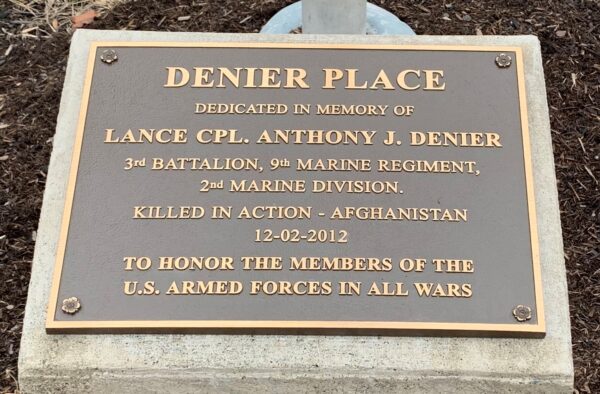 DENIER PLACE
DEDICATED IN MEMORY OF
LANCE CPL. ANTHONY J. DENIER
3rd BATTALION, 9th MARINE REGIMENT,
2nd MARINE DIVISION.
KILLED IN ACTION - AFGHANISTAN
12-02-2012
TO HONOR THE MEMBERS OF THE
U.S. ARMED FORCES IN ALL WARS